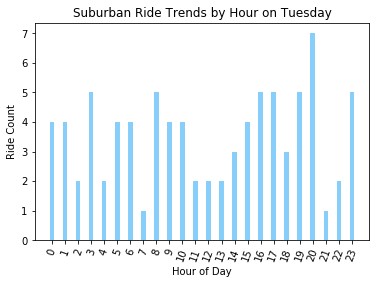 Suburban Ride Trends by Hour on Tuesday
7
6
5
4
3
2
1
0
Ride Count
0 1 2 3 4 5 6 7 8 9 10 11 12 13 14 15 16 17 18 19 20 21 22 23
Hour of Day